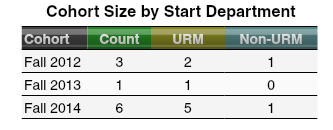 Cohort Size by Start Department
Cohort Count URM Non-URM
Fall 2012 3 2 1
Fall 2013 1 1 0
Fall 2014 6 5 1